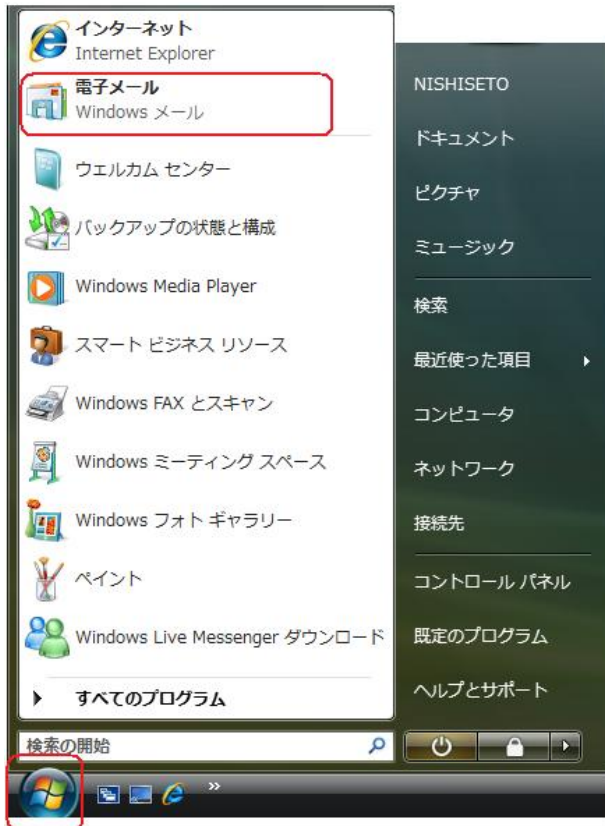 インターネット
Internet Explorer
電子メール
Windows メール
ウェルカム センター
バックアップの状態と構成
Windows Media Player
スマート ビジネス リソース
Windows FAX とスキャン
Windows ミーティング スペース
Windows フォト ギャラリー
ペイント
Windows Live Messenger ダウンロード
すべてのプログラム
検索の開始
NISHISETO
ドキュメント
ピクチャ
ミュージック
検索
最近使った項目
コンピュータ
ネットワーク
接続先
コントロール パネル
既定のプログラム
ヘルプとサポート